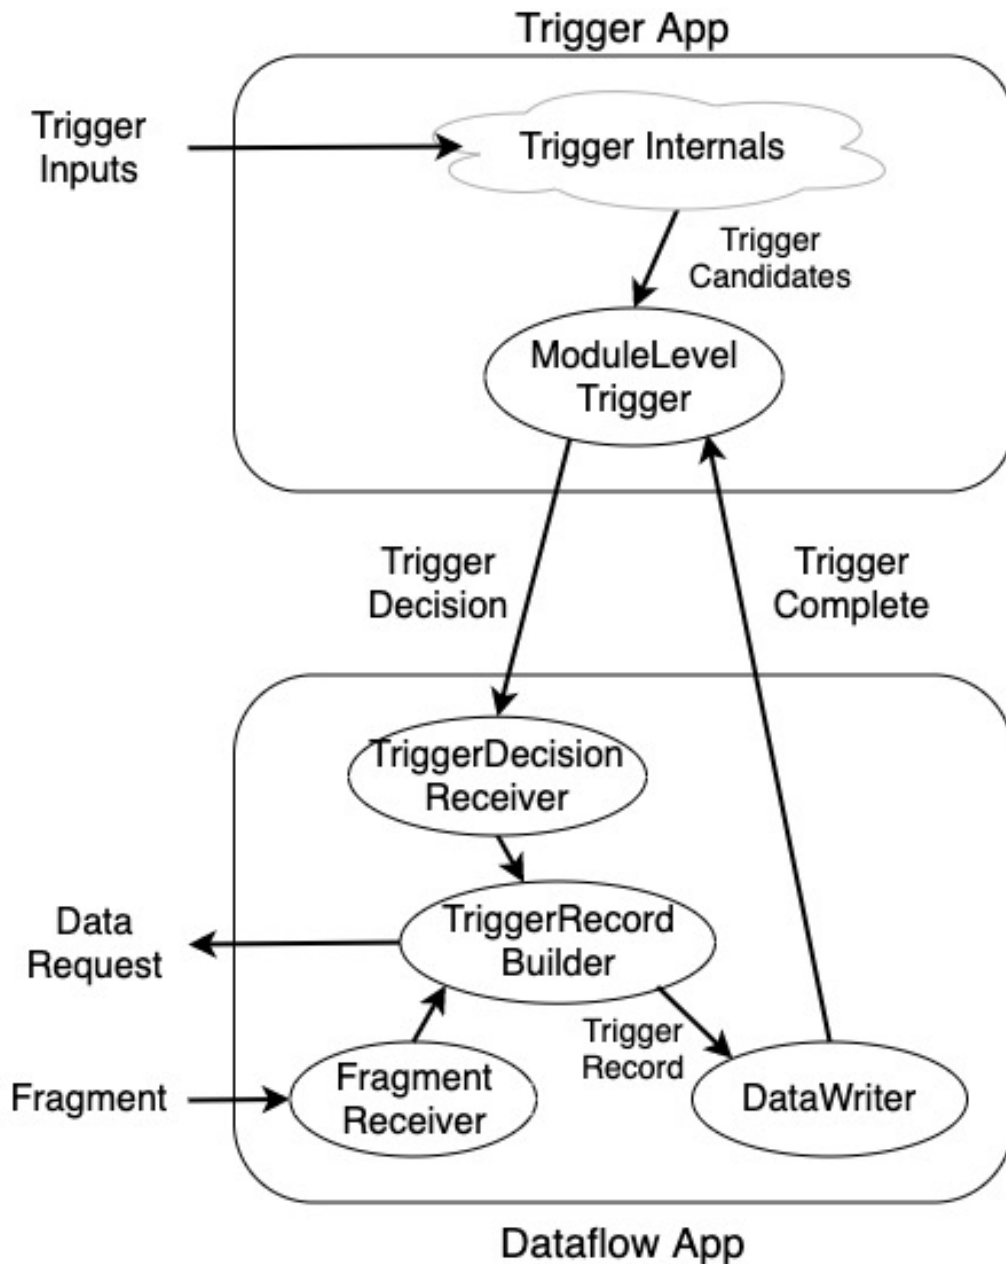 Trigger App
Trigger
Inputs
Trigger Internals
Trigger
Candidates
ModuleLevel
Trigger
Trigger
Decision
Trigger
Complete
TriggerDecision
Receiver
Data
Request
TriggerRecord
Builder
Trigger
Record
Fragment
Fragment
Receiver
DataWriter
Dataflow App